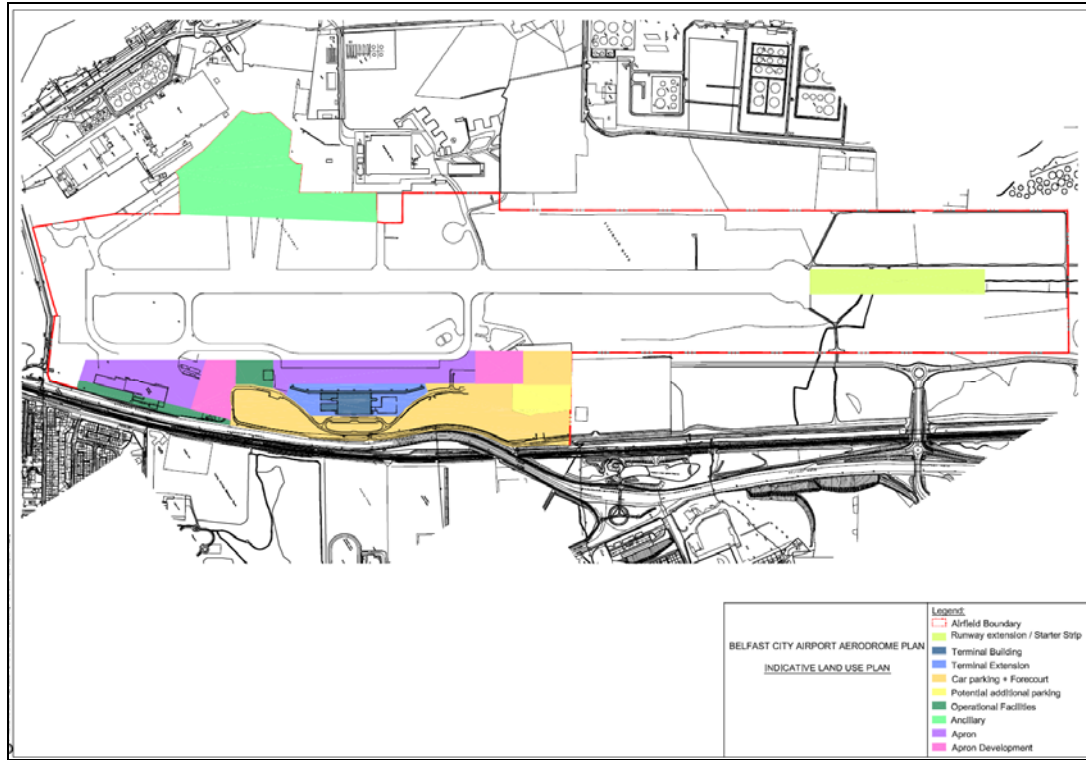 BELFAST CITY AIRPORT AERODROME PLAN
INDICATIVE LAND USE PLAN
Legend:
Airfield Boundary
Runway extension / Starter Strip
Terminal Building
Terminal Extension
Car parking + Forecourt
Potential additional parking
Operational Facilities
Ancillary
Apron
Apron Development